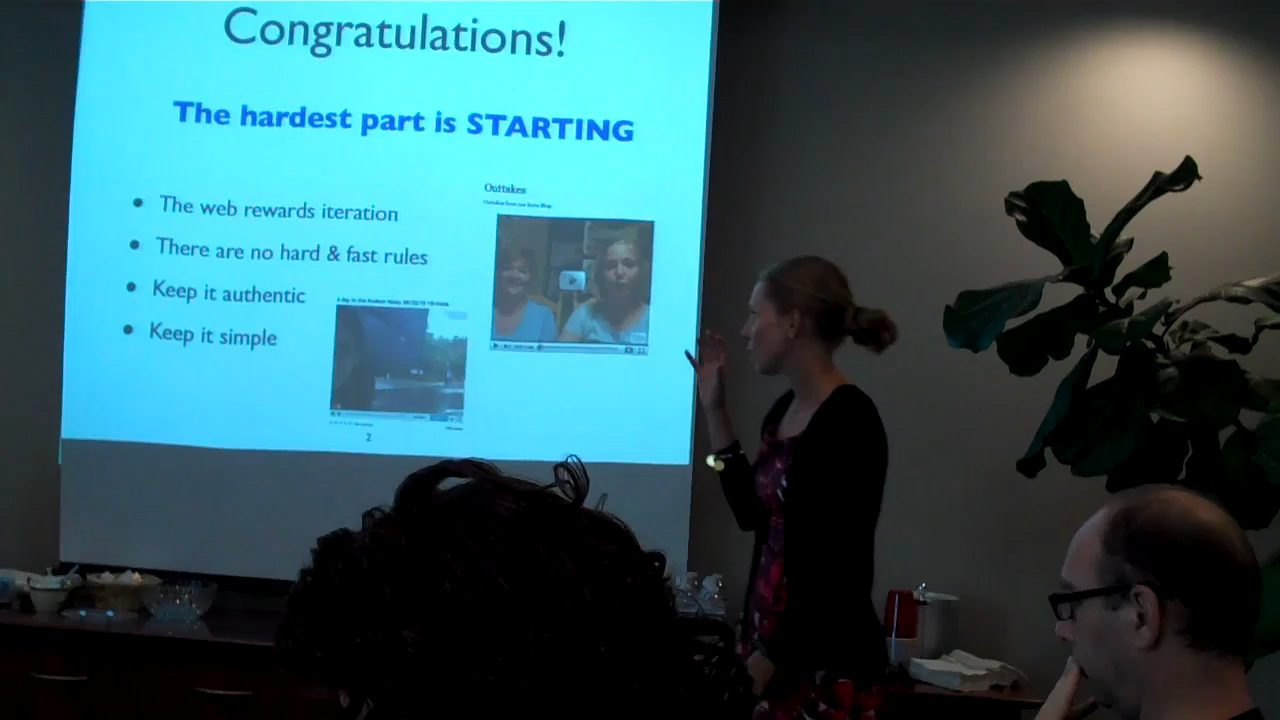 Congratulations!
The hardest part is STARTING
Outtakes
The web rewards iteration
There are no hard & fast rules
Keep it authentic
Keep it simple
2